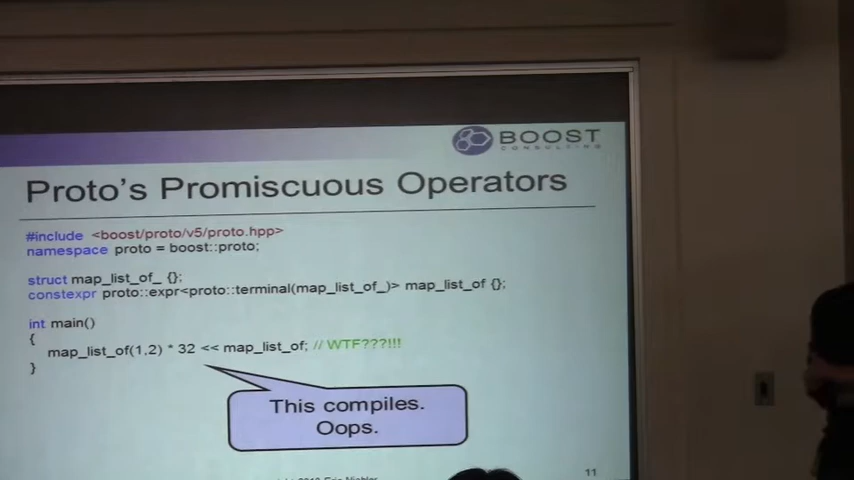 BOOST
CONSULTING
Proto's Promiscuous Operators
#include <boost/proto/v5/proto.hpp>
namespace proto = boost::proto;
struct map_list_of_ {};
constexpr proto::expr<proto::terminal(map_list_of_)> map_list_of {};
int main()
{
map_list_of(1,2) * 32 << map_list_of; // WTF???!!!
}
This compiles.
Oops.
11